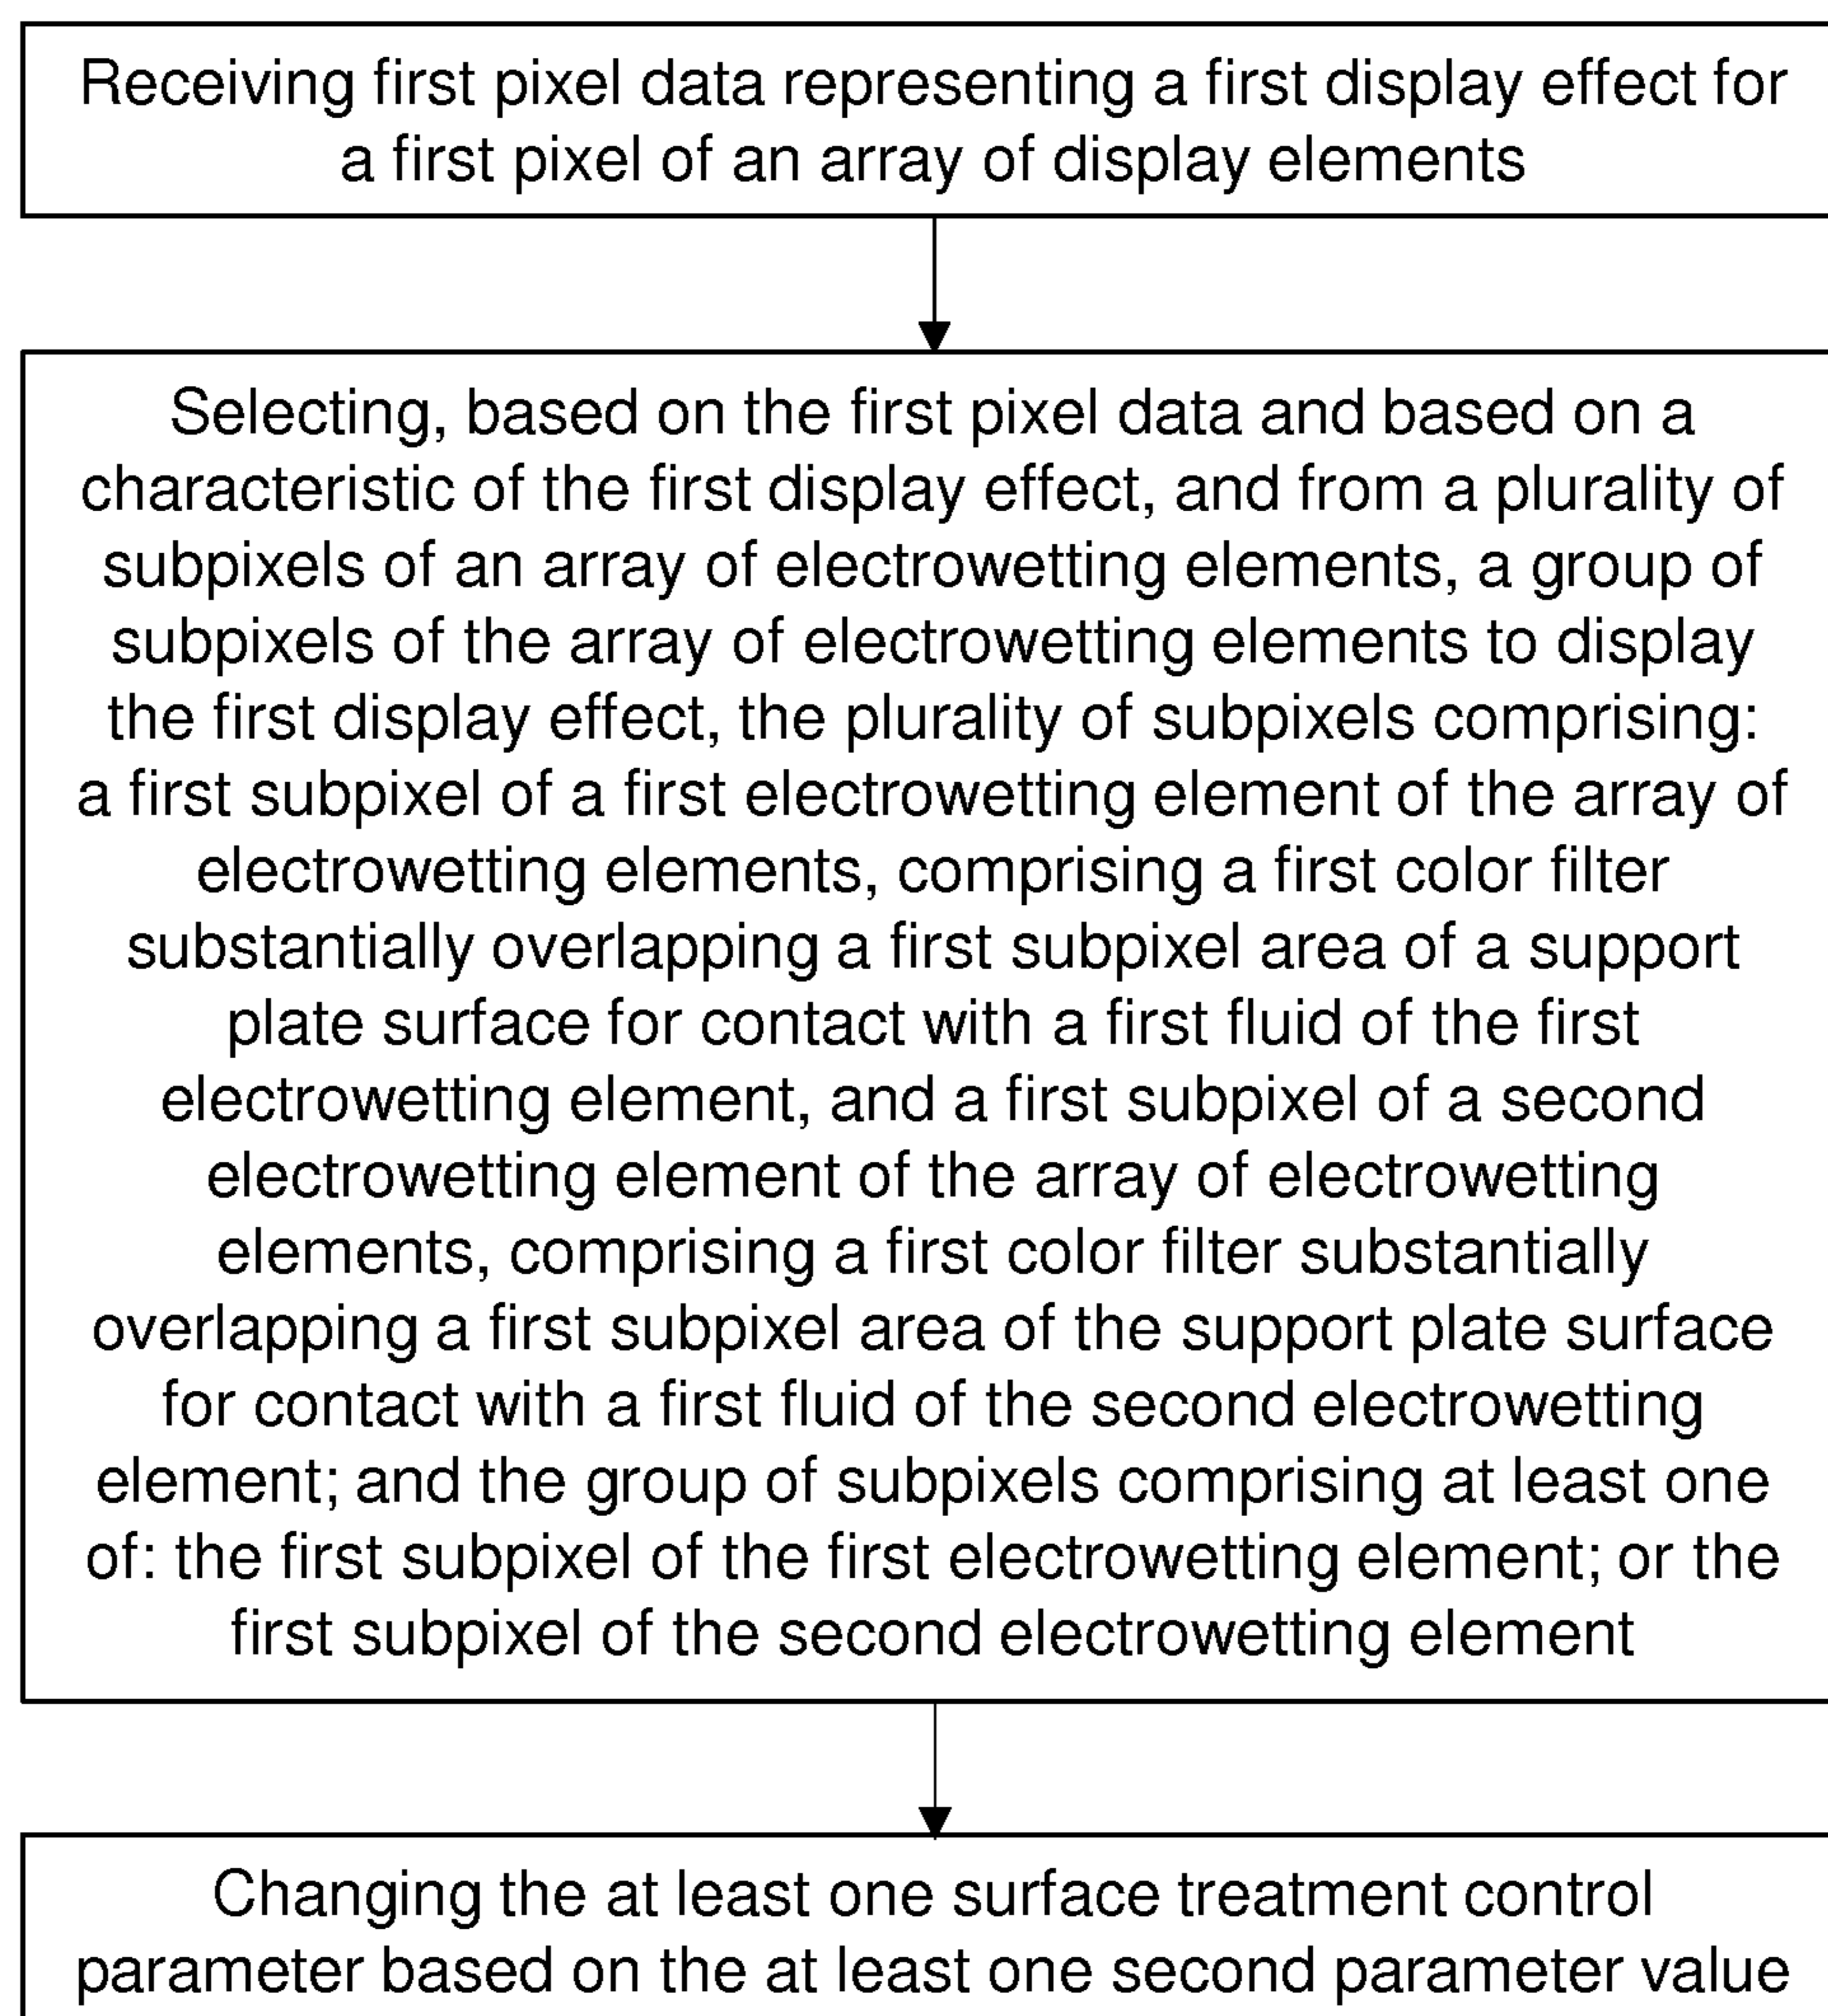 Receiving first pixel data representing a first display effect for
a first pixel of an array of display elements
Selecting, based on the first pixel data and based on a
characteristic of the first display effect, and from a plurality of
subpixels of an array of electrowetting elements, a group of
subpixels of the array of electrowetting elements to display
the first display effect, the plurality of subpixels comprising:
a first subpixel of a first electrowetting element of the array of
electrowetting elements, comprising a first color filter
substantially overlapping a first subpixel area of a support
plate surface for contact with a first fluid of the first
electrowetting element, and a first subpixel of a second
electrowetting element of the array of electrowetting
elements, comprising a first color filter substantially
overlapping a first subpixel area of the support plate surface
for contact with a first fluid of the second electrowetting
element; and the group of subpixels comprising at least one
of: the first subpixel of the first electrowetting element; or the
first subpixel of the second electrowetting element
Changing the at least one surface treatment control
parameter based on the at least one second parameter value